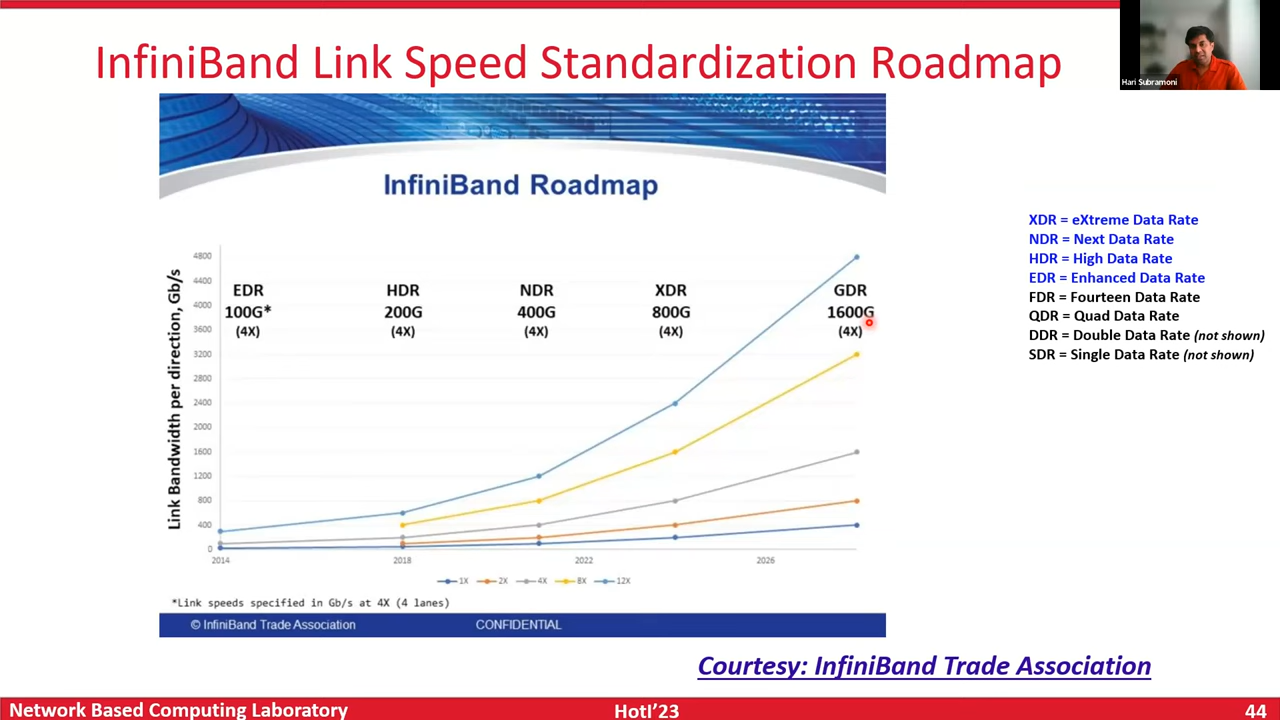 InfiniBand Link Speed Standardization Roadmap
Hari Subramoni
InfiniBand Roadmap
Link Bandwidth per direction, Gb/s
4800
4400
4000
3600
3200
2800
2400
2000
1600
1200
800
400
0
EDR
100G*
(4X)
HDR
200G
(4X)
NDR
400G
(4X)
XDR
800G
(4X)
GDR
1600G
(4X)
2014
2018
2022
2026
1X 2X 4X 8X 12X
*Link speeds specified in Gb/s at 4X (4 lanes)
© InfiniBand Trade Association CONFIDENTIAL
XDR = eXtreme Data Rate
NDR = Next Data Rate
HDR = High Data Rate
EDR = Enhanced Data Rate
FDR = Fourteen Data Rate
QDR = Quad Data Rate
DDR = Double Data Rate (not shown)
SDR = Single Data Rate (not shown)
Courtesy: InfiniBand Trade Association
Network Based Computing Laboratory HotI’23 44